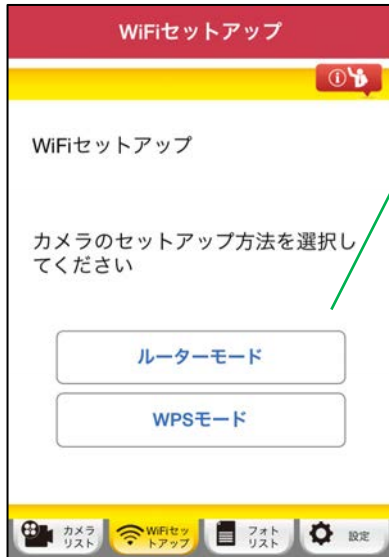 WiFiセットアップ
WiFiセットアップ
カメラのセットアップ方法を選択し
てください
ルーターモード
WPSモード
カメラ
リスト
WiFiセッ
トアップ
フォト
リスト
設定